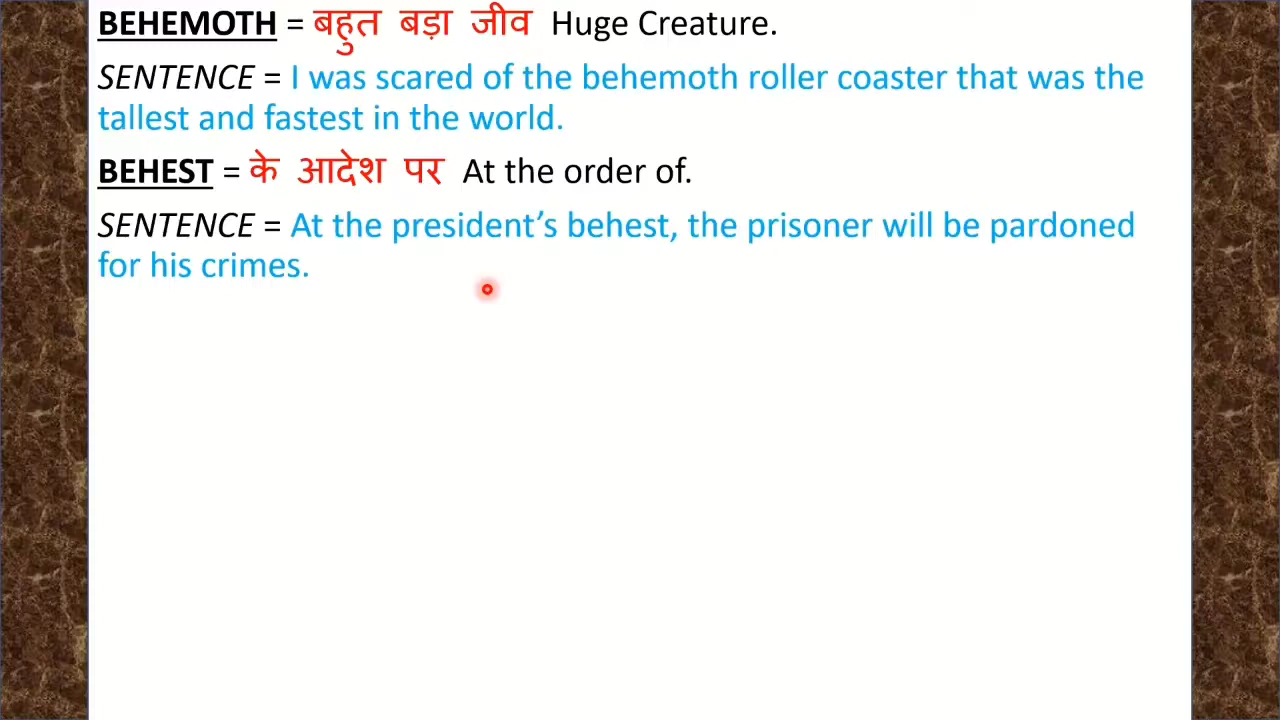 BEHEMOTH = बहुत बड़ा जीव Huge Creature.
SENTENCE = I was scared of the behemoth roller coaster that was the
tallest and fastest in the world.
BEHEST = के आदेश पर At the order of.
SENTENCE = At the president’s behest, the prisoner will be pardoned
for his crimes.